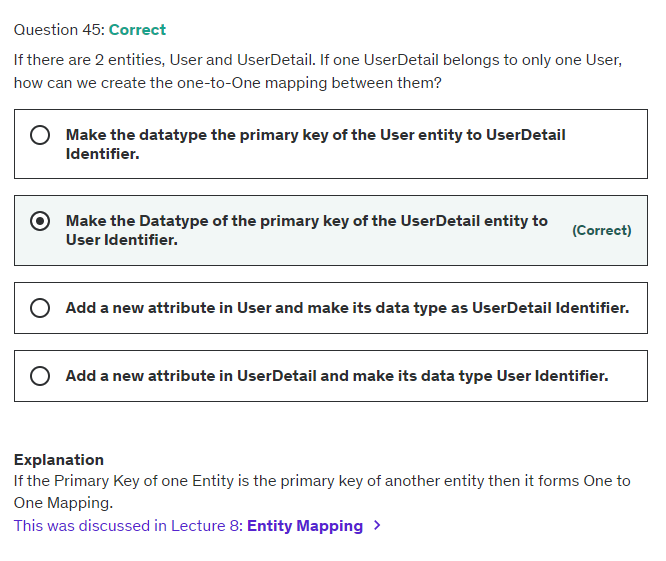 Question 45: Correct
If there are 2 entities, User and UserDetail. If one UserDetail belongs to only one User,
how can we create the one-to-One mapping between them?
Make the datatype the primary key of the User entity to UserDetail
Identifier.
Make the Datatype of the primary key of the UserDetail entity to
User Identifier.
(Correct)
Add a new attribute in User and make its data type as UserDetail Identifier.
Add a new attribute in UserDetail and make its data type User Identifier.
Explanation
If the Primary Key of one Entity is the primary key of another entity then it forms One to
One Mapping.
This was discussed in Lecture 8: Entity Mapping >